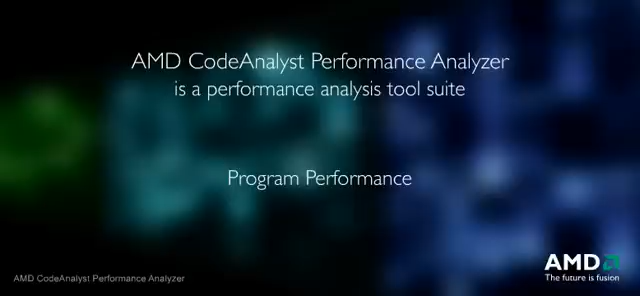 AMD CodeAnalyst Performance Analyzer
is a performance analysis tool suite
Program Performance
AMD CodeAnalyst Performance Analyzer
AMD
The future is fusion